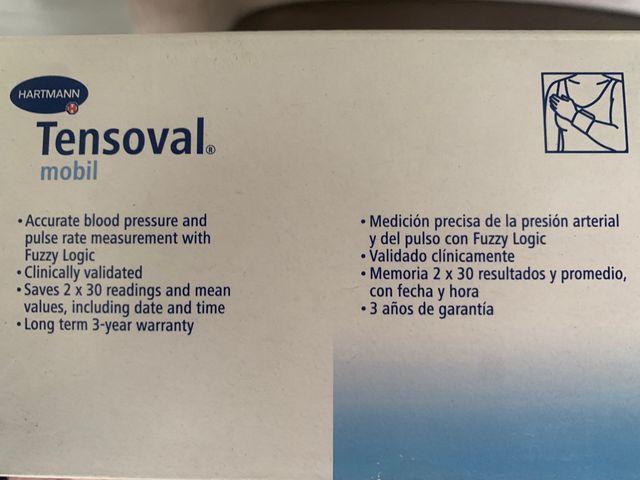 HARTMANN
Tensoval®
mobil
• Accurate blood pressure and
pulse rate measurement with
Fuzzy Logic
• Clinically validated
• Saves 2 x 30 readings and mean
values, including date and time
• Long term 3-year warranty
• Medición precisa de la presión arterial
y del pulso con Fuzzy Logic
• Validado clínicamente
• Memoria 2 x 30 resultados y promedio,
con fecha y hora
• 3 años de garantía